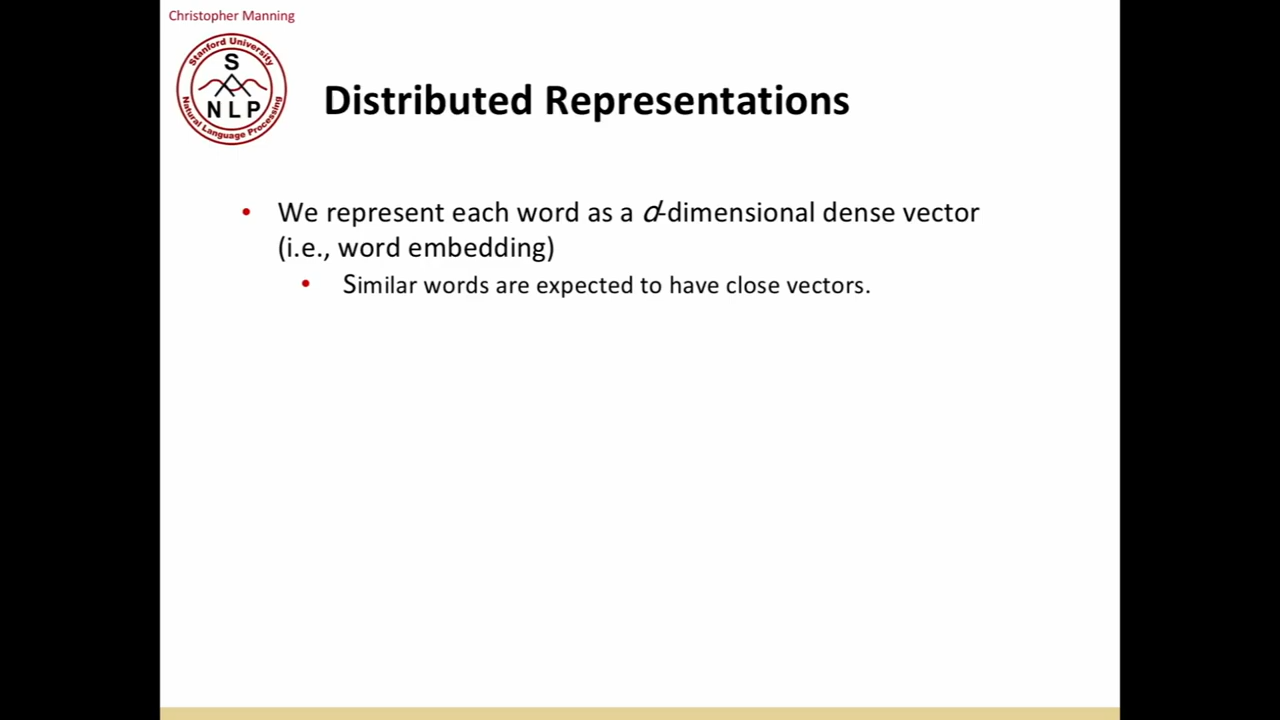 Christopher Manning
Stanford University
S
NLP
Natural Language Processing
Distributed Representations
• We represent each word as a d-dimensional dense vector
(i.e., word embedding)
• Similar words are expected to have close vectors.